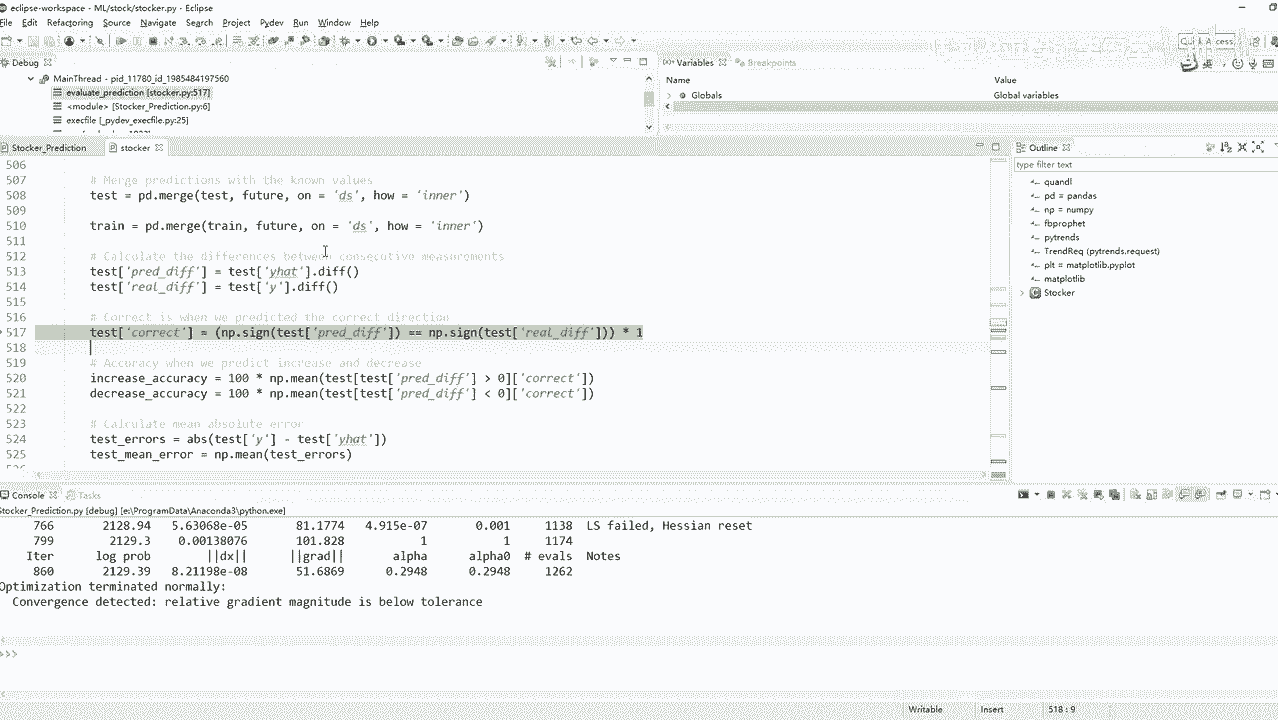 eclipse-workspace - ML/stock/stocker.py - Eclipse
File Edit Refactoring Source Navigate Search Project Pydev Run Window Help
Debug
Variables Breakpoints
MainThread - pid_11780_id_1985484197560
evaluate_prediction [stocker.py:517]
<module> [Stocker_Prediction.py:6]
execfile [_pydev_execfile.py:25]
Name Value
Globals Global variables
Stocker_Prediction stocker
506
507 # Merge predictions with the known values
508 test = pd.merge(test, future, on = 'ds', how = 'inner')
509
510 train = pd.merge(train, future, on = 'ds', how = 'inner')
511
512 # Calculate the differences between consecutive measurements
513 test['pred_diff'] = test['yhat'].diff()
514 test['real_diff'] = test['y'].diff()
515
516 # Correct is when we predict the correct direction
517 test['correct'] = (np.sign(test['pred_diff']) == np.sign(test['real_diff'])) * 1
518
519 # Accuracy when we predict increase and decrease
520 increase_accuracy = 100 * np.mean(test[test['pred_diff'] > 0]['correct'])
521 decrease_accuracy = 100 * np.mean(test[test['pred_diff'] < 0]['correct'])
522
523 # Calculate mean absolute error
524 test_errors = abs(test['y'] - test['yhat'])
525 test_mean_error = np.mean(test_errors)
Outline
type filter text
quandl
pd = pandas
np = numpy
fbprophet
pytrends
TrendReq (pytrends.request)
plt = matplotlib.pyplot
matplotlib
Stocker
Console Tasks
Stocker_Prediction.py [debug] [e:\ProgramData\Anaconda3\python.exe]
766 2128.94 5.63068e-05 81.1774 4.915e-07 0.001 1138 LS failed, Hessian reset
799 2129.3 0.00138076 101.828 1 1 1174
Iter log prob ||dx|| ||grad|| alpha alpha0 # evals Notes
860 2129.39 8.21198e-08 51.6869 0.2948 0.2948 1262
Optimization terminated normally:
Convergence detected: relative gradient magnitude is below tolerance
>>>
Writable Insert 518 : 9